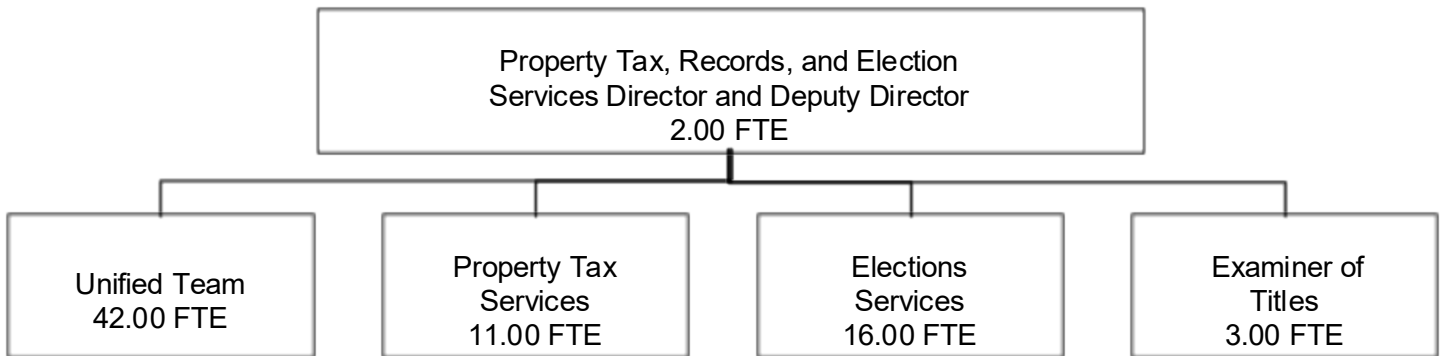 Property Tax, Records, and Election
Services Director and Deputy Director
2.00 FTE
Unified Team
42.00 FTE
Property Tax
Services
11.00 FTE
Elections
Services
16.00 FTE
Examiner of
Titles
3.00 FTE